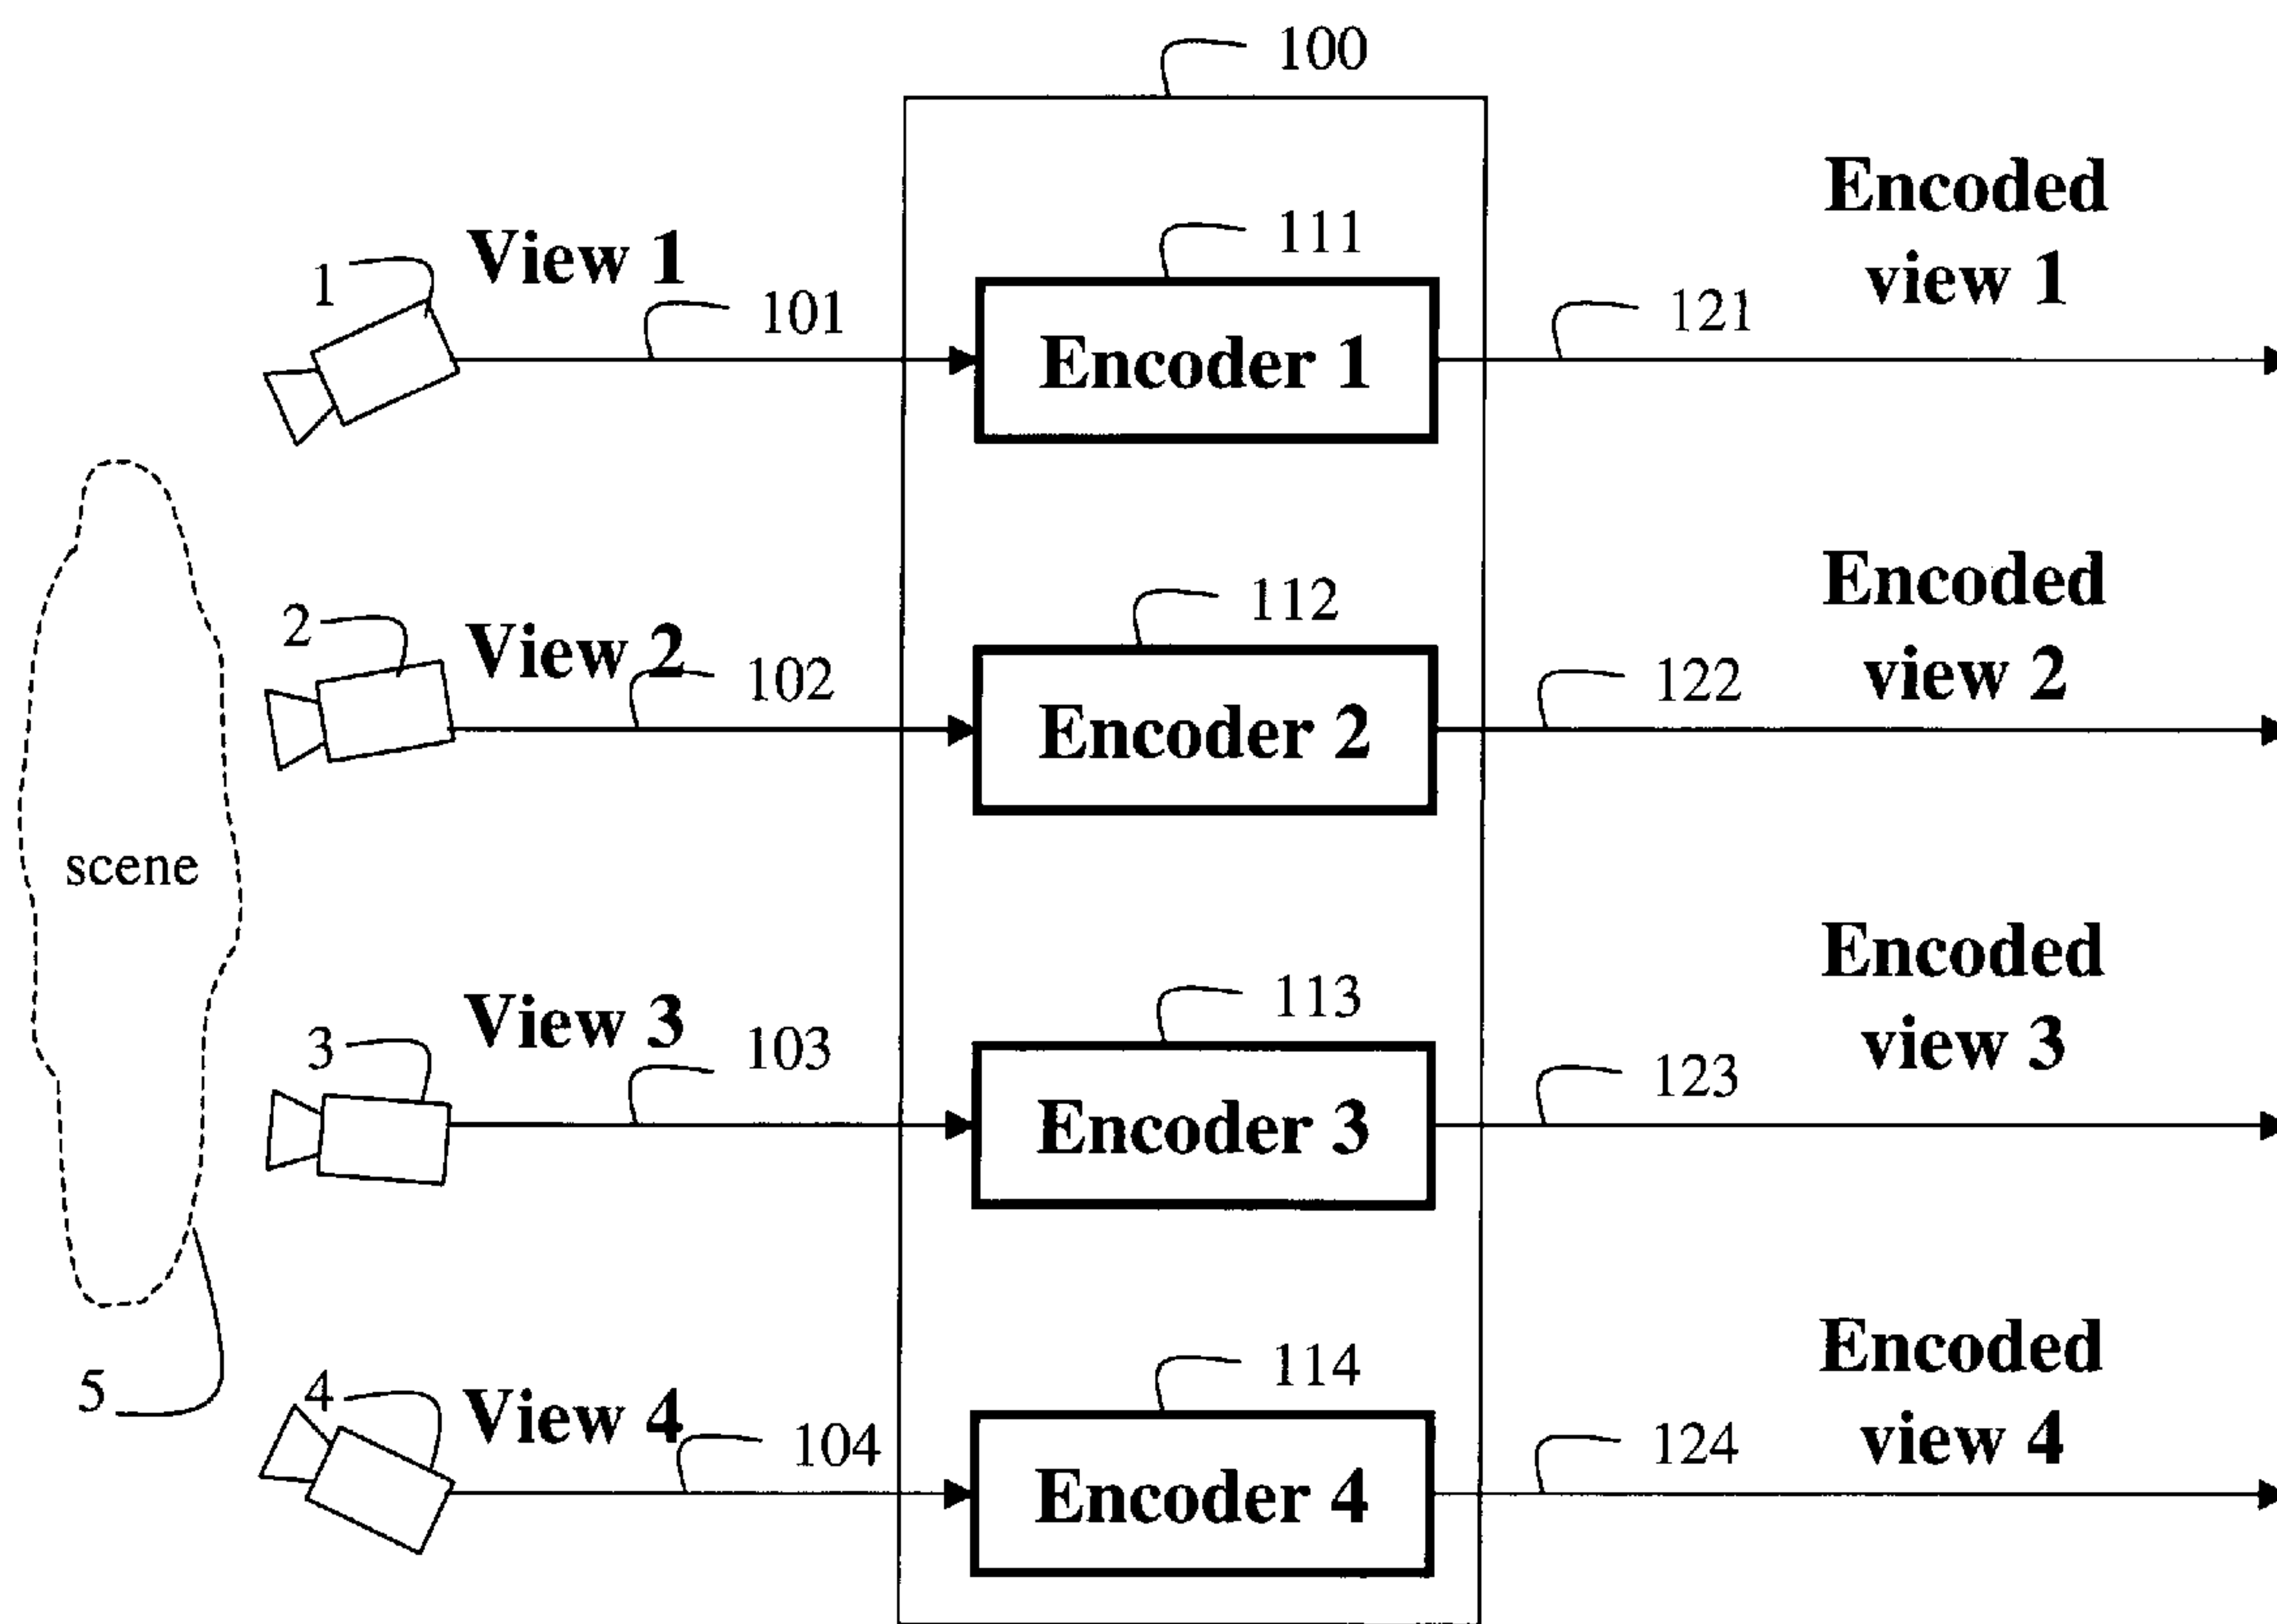 100
Encoded
view 1
111
View 1
1
101
121
Encoder 1
Encoded
view 2
112
2
View 2
102
122
Encoder 2
scene
Encoded
view 3
113
View 3
3
103
123
Encoder 3
Encoded
view 4
114
5
4
View 4
104
124
Encoder 4